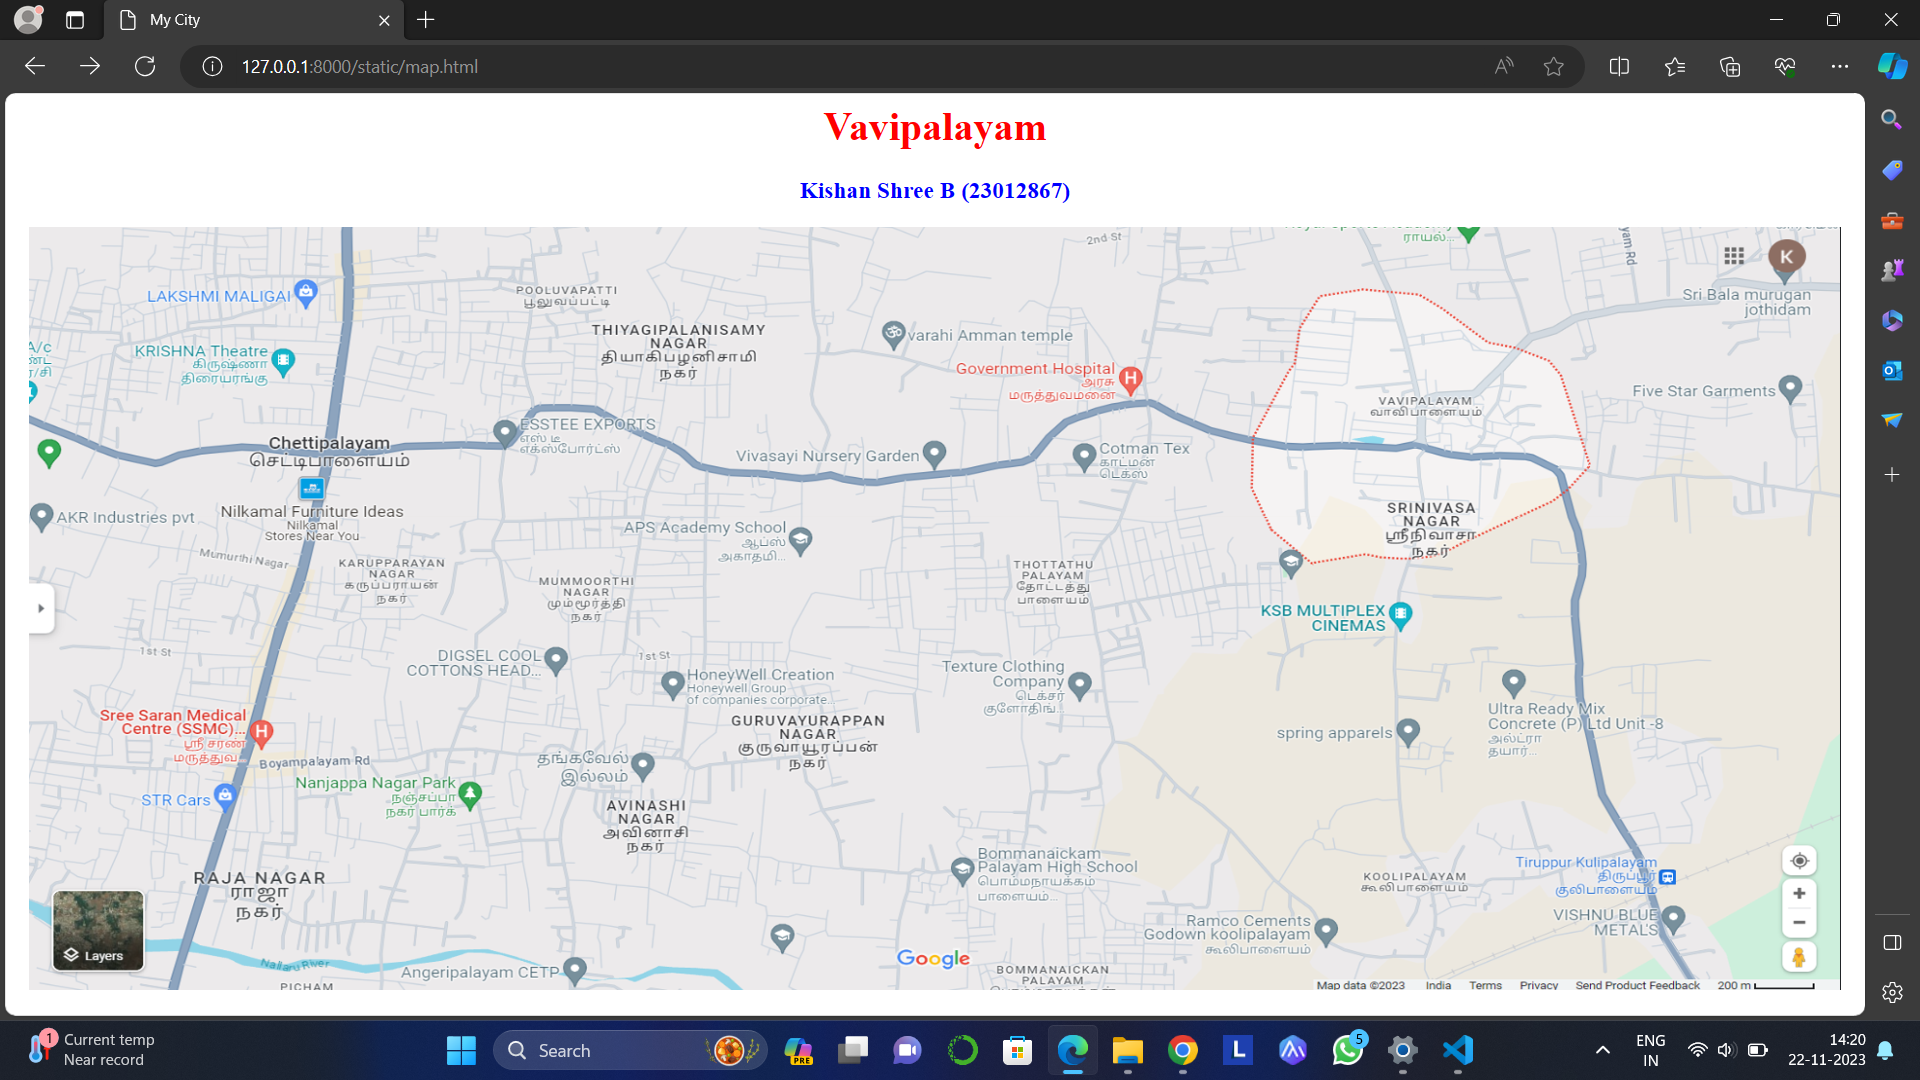 My City
127.0.0.1:8000/static/map.html
Vavipalayam
Kishan Shree B (23012867)
2nd St
ராயல்...
Sri Bala murugan
jothidam
LAKSHMI MALIGAI
POOLUVAPATTI
பூலுவப்பட்டி
THIYAGIPALANISAMY
NAGAR
தியாகிபழனிசாமி
நகர்
varahi Amman temple
KRISHNA Theatre
கிருஷ்ணா
திரையரங்கு
Government Hospital
அரசு
மருத்துவமனை
Five Star Garments
VAVIPALAYAM
வாவிபாளையம்
ESSTEE EXPORTS
எஸ் டீ
எக்ஸ்போர்ட்ஸ்
Chettipalayam
செட்டிபாளையம்
Vivasayi Nursery Garden
Cotman Tex
காட்மன்
டெக்ஸ்
Nilkamal Furniture Ideas
Nilkamal
Stores Near You
AKR Industries pvt
SRINIVASA
NAGAR
ஸ்ரீநிவாசா
நகர்
APS Academy School
ஆப்ஸ்
அகாதமி...
Mumurthi Nagar
KARUPPARAYAN
NAGAR
கருப்பராயன்
நகர்
MUMMOORTHI
NAGAR
மும்மூர்த்தி
நகர்
THOTTATHU
PALAYAM
தோட்டத்து
பாளையம்
KSB MULTIPLEX
CINEMAS
1st St
1st St
DIGSEL COOL
COTTONS HEAD...
HoneyWell Creation
Honeywell Group
of companies corporate...
Texture Clothing
Company
டெக்சர்
குளோதிங்...
Ultra Ready Mix
Concrete (P) Ltd Unit -8
அல்ட்ரா
தயார்...
Sree Saran Medical
Centre (SSMC)...
ஸ்ரீ சரண்
மருத்துவ...
GURUVAYURAPPAN
NAGAR
குருவாயூரப்பன்
நகர்
spring apparels
Boyampalayam Rd
தங்கவேல்
இல்லம்
Nanjappa Nagar Park
நஞ்சப்பா
நகர் பார்க்
STR Cars
AVINASHI
NAGAR
அவினாசி
நகர்
Bommanaickam
Palayam High School
பொம்மநாயக்கம்
பாளையம்...
KOOLIPALAYAM
கூலிபாளையம்
Tiruppur Kulipalayam
திருப்பூர்
குலிபாளையம்
RAJA NAGAR
ராஜா
நகர்
VISHNU BLUE
METAL'S
Ramco Cements
Godown koolipalayam
கூலிபாளையம்
Layers
Nallaru River
Angeripalayam CETP
Google
BOMMANAICKAN
PALAYAM
PICHAM
Map data ©2023 India Terms Privacy Send Product Feedback 200 m
K
Current temp
Near record
Search
PRE
5
1
ENG
IN
14:20
22-11-2023